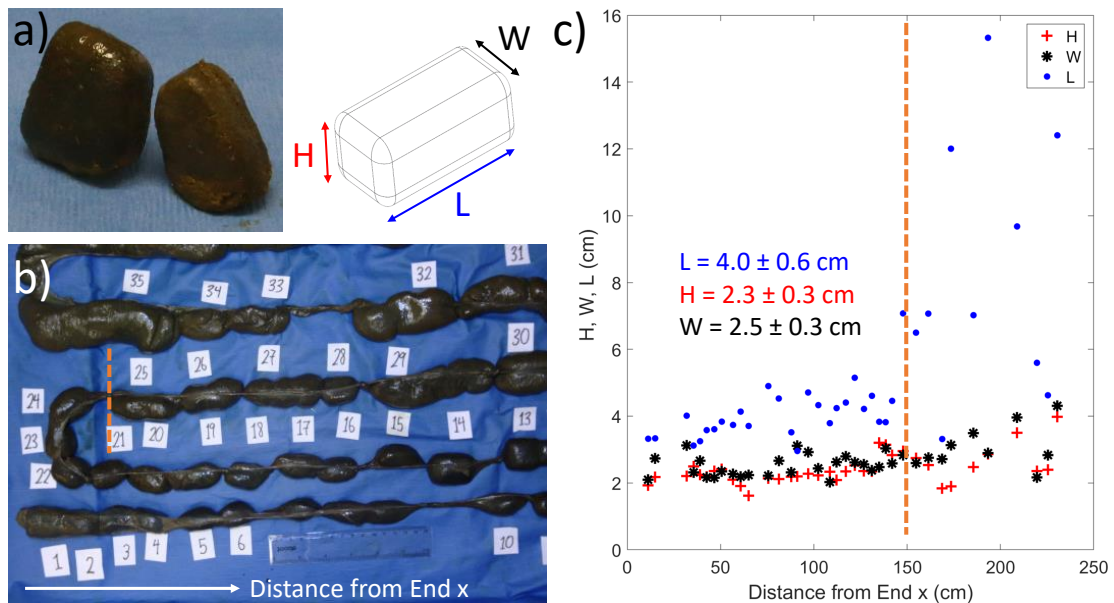 a)
W
H
L
b)
35
34
33
32
31
30
25
26
27
28
29
24
23
22
21
20
19
18
17
16
15
14
13
1
2
3
4
5
6
10
Distance from End x
c)
H
W
L
L = 4.0 ± 0.6 cm
H = 2.3 ± 0.3 cm
W = 2.5 ± 0.3 cm
H, W, L (cm)
16
14
12
10
8
6
4
2
0
0 50 100 150 200 250
Distance from End x (cm)